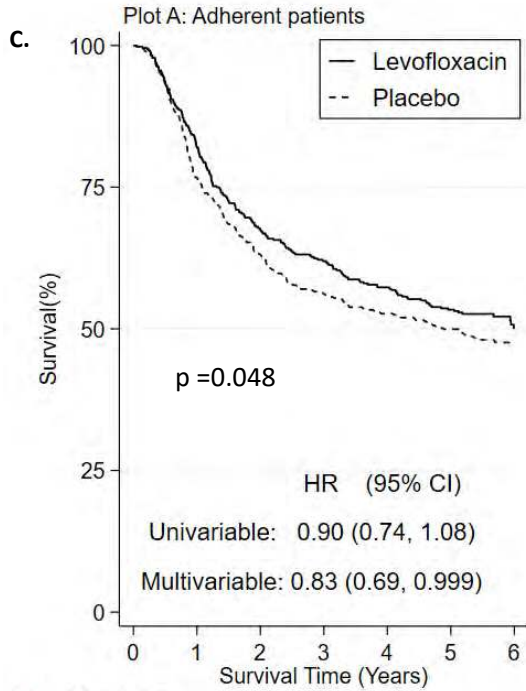 C.
Plot A: Adherent patients
Levofloxacin
Placebo
100
75
50
25
0
Survival(%)
p =0.048
HR (95% CI)
Univariable: 0.90 (0.74, 1.08)
Multivariable: 0.83 (0.69, 0.999)
0 1 2 3 4 5 6
Survival Time (Years)